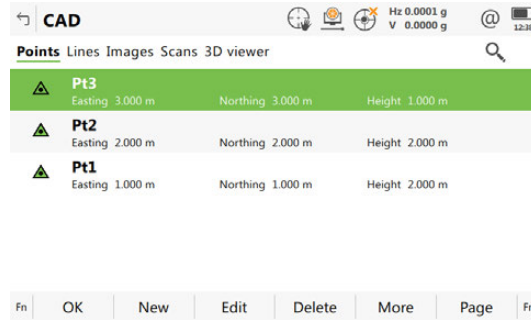 CAD
Hz 0.0001 g
V 0.0000 g
@
12:38
Points Lines Images Scans 3D viewer
Pt3
Easting 3.000 m Northing 3.000 m Height 1.000 m
Pt2
Easting 2.000 m Northing 2.000 m Height 2.000 m
Pt1
Easting 1.000 m Northing 1.000 m Height 2.000 m
Fn OK New Edit Delete More Page